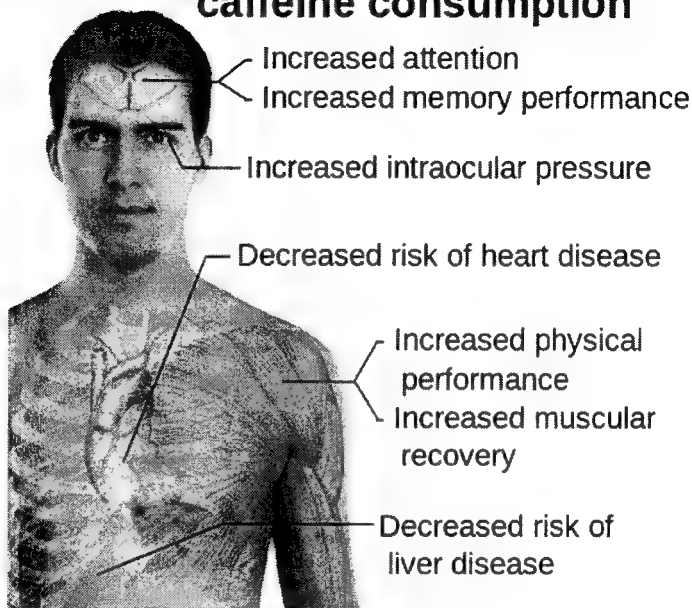 caffeine consumption
Increased attention
Increased memory performance
Increased intraocular pressure
Decreased risk of heart disease
Increased physical
performance
Increased muscular
recovery
Decreased risk of
liver disease